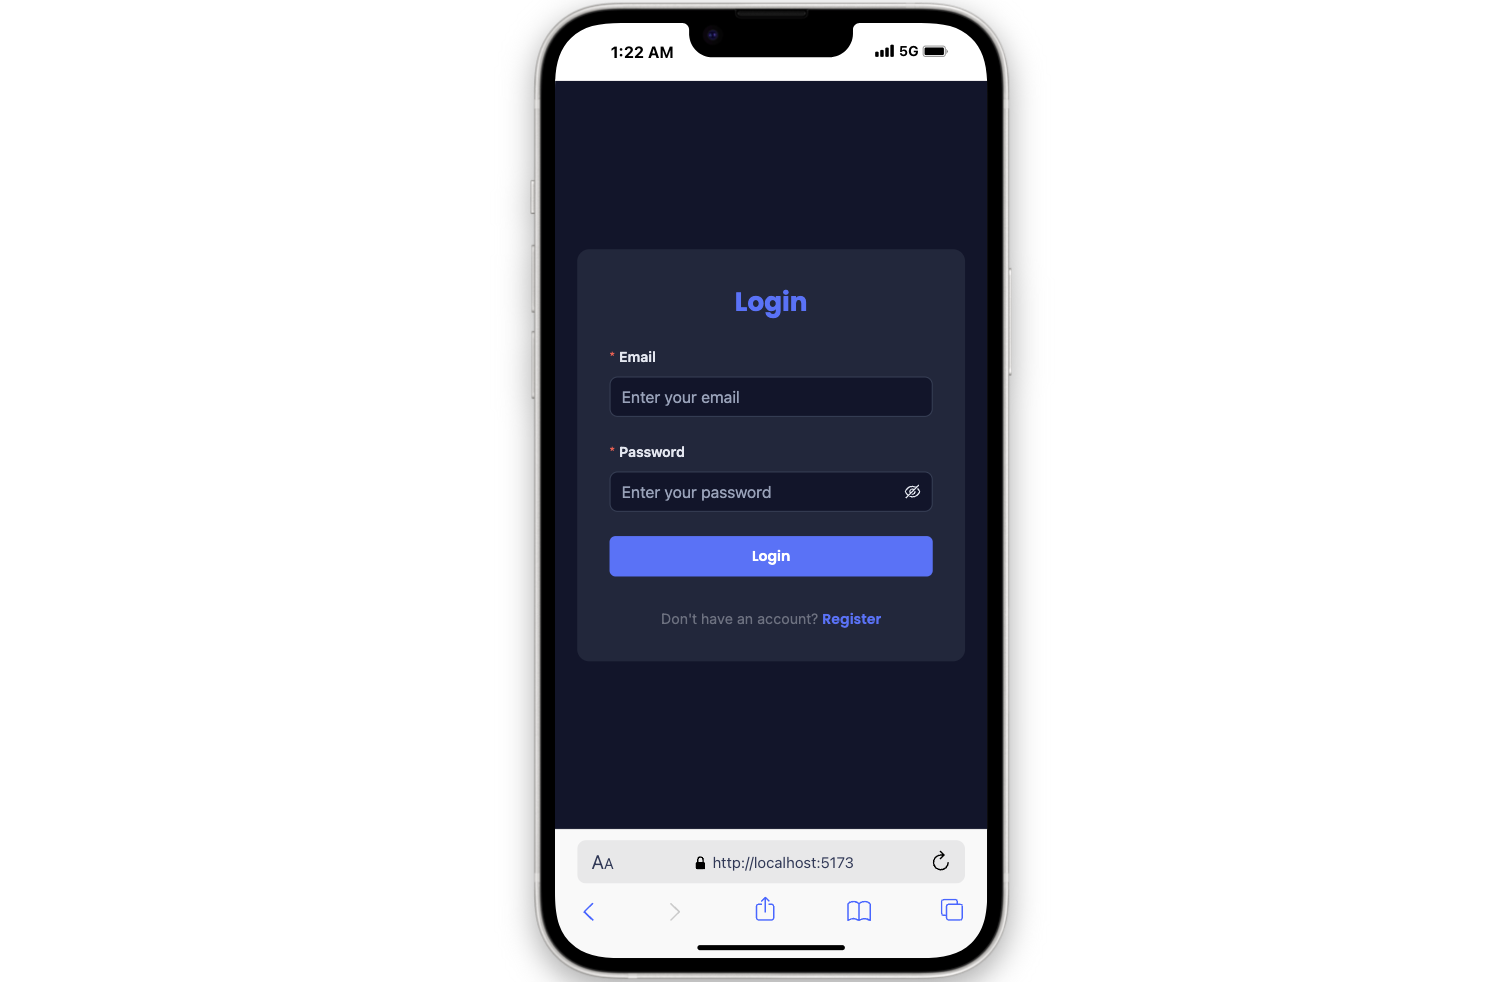 1:22 AM 5G
Login
* Email
Enter your email
* Password
Enter your password
Login
Don't have an account? Register
AA http://localhost:5173